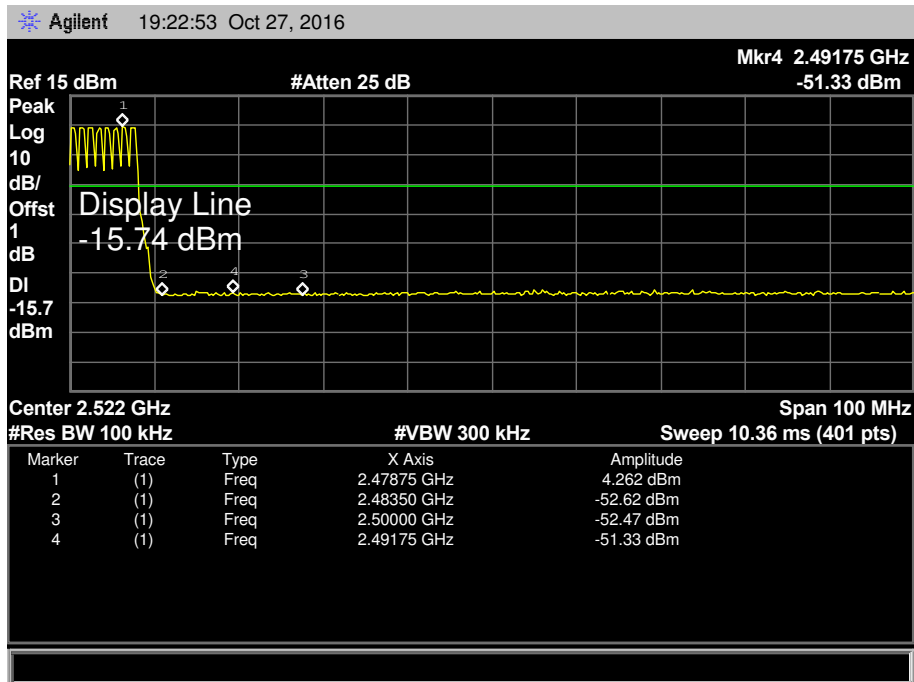 Agilent 19:22:53 Oct 27, 2016
Mkr4 2.49175 GHz
Ref 15 dBm #Atten 25 dB -51.33 dBm
Peak
Log
10
dB/
Offst
1
dB
DI
-15.7
dBm
1
Display Line
-15.74 dBm
2 4 3
Center 2.522 GHz Span 100 MHz
#Res BW 100 kHz #VBW 300 kHz Sweep 10.36 ms (401 pts)
Marker Trace Type X Axis Amplitude
1 (1) Freq 2.47875 GHz 4.262 dBm
2 (1) Freq 2.48350 GHz -52.62 dBm
3 (1) Freq 2.50000 GHz -52.47 dBm
4 (1) Freq 2.49175 GHz -51.33 dBm